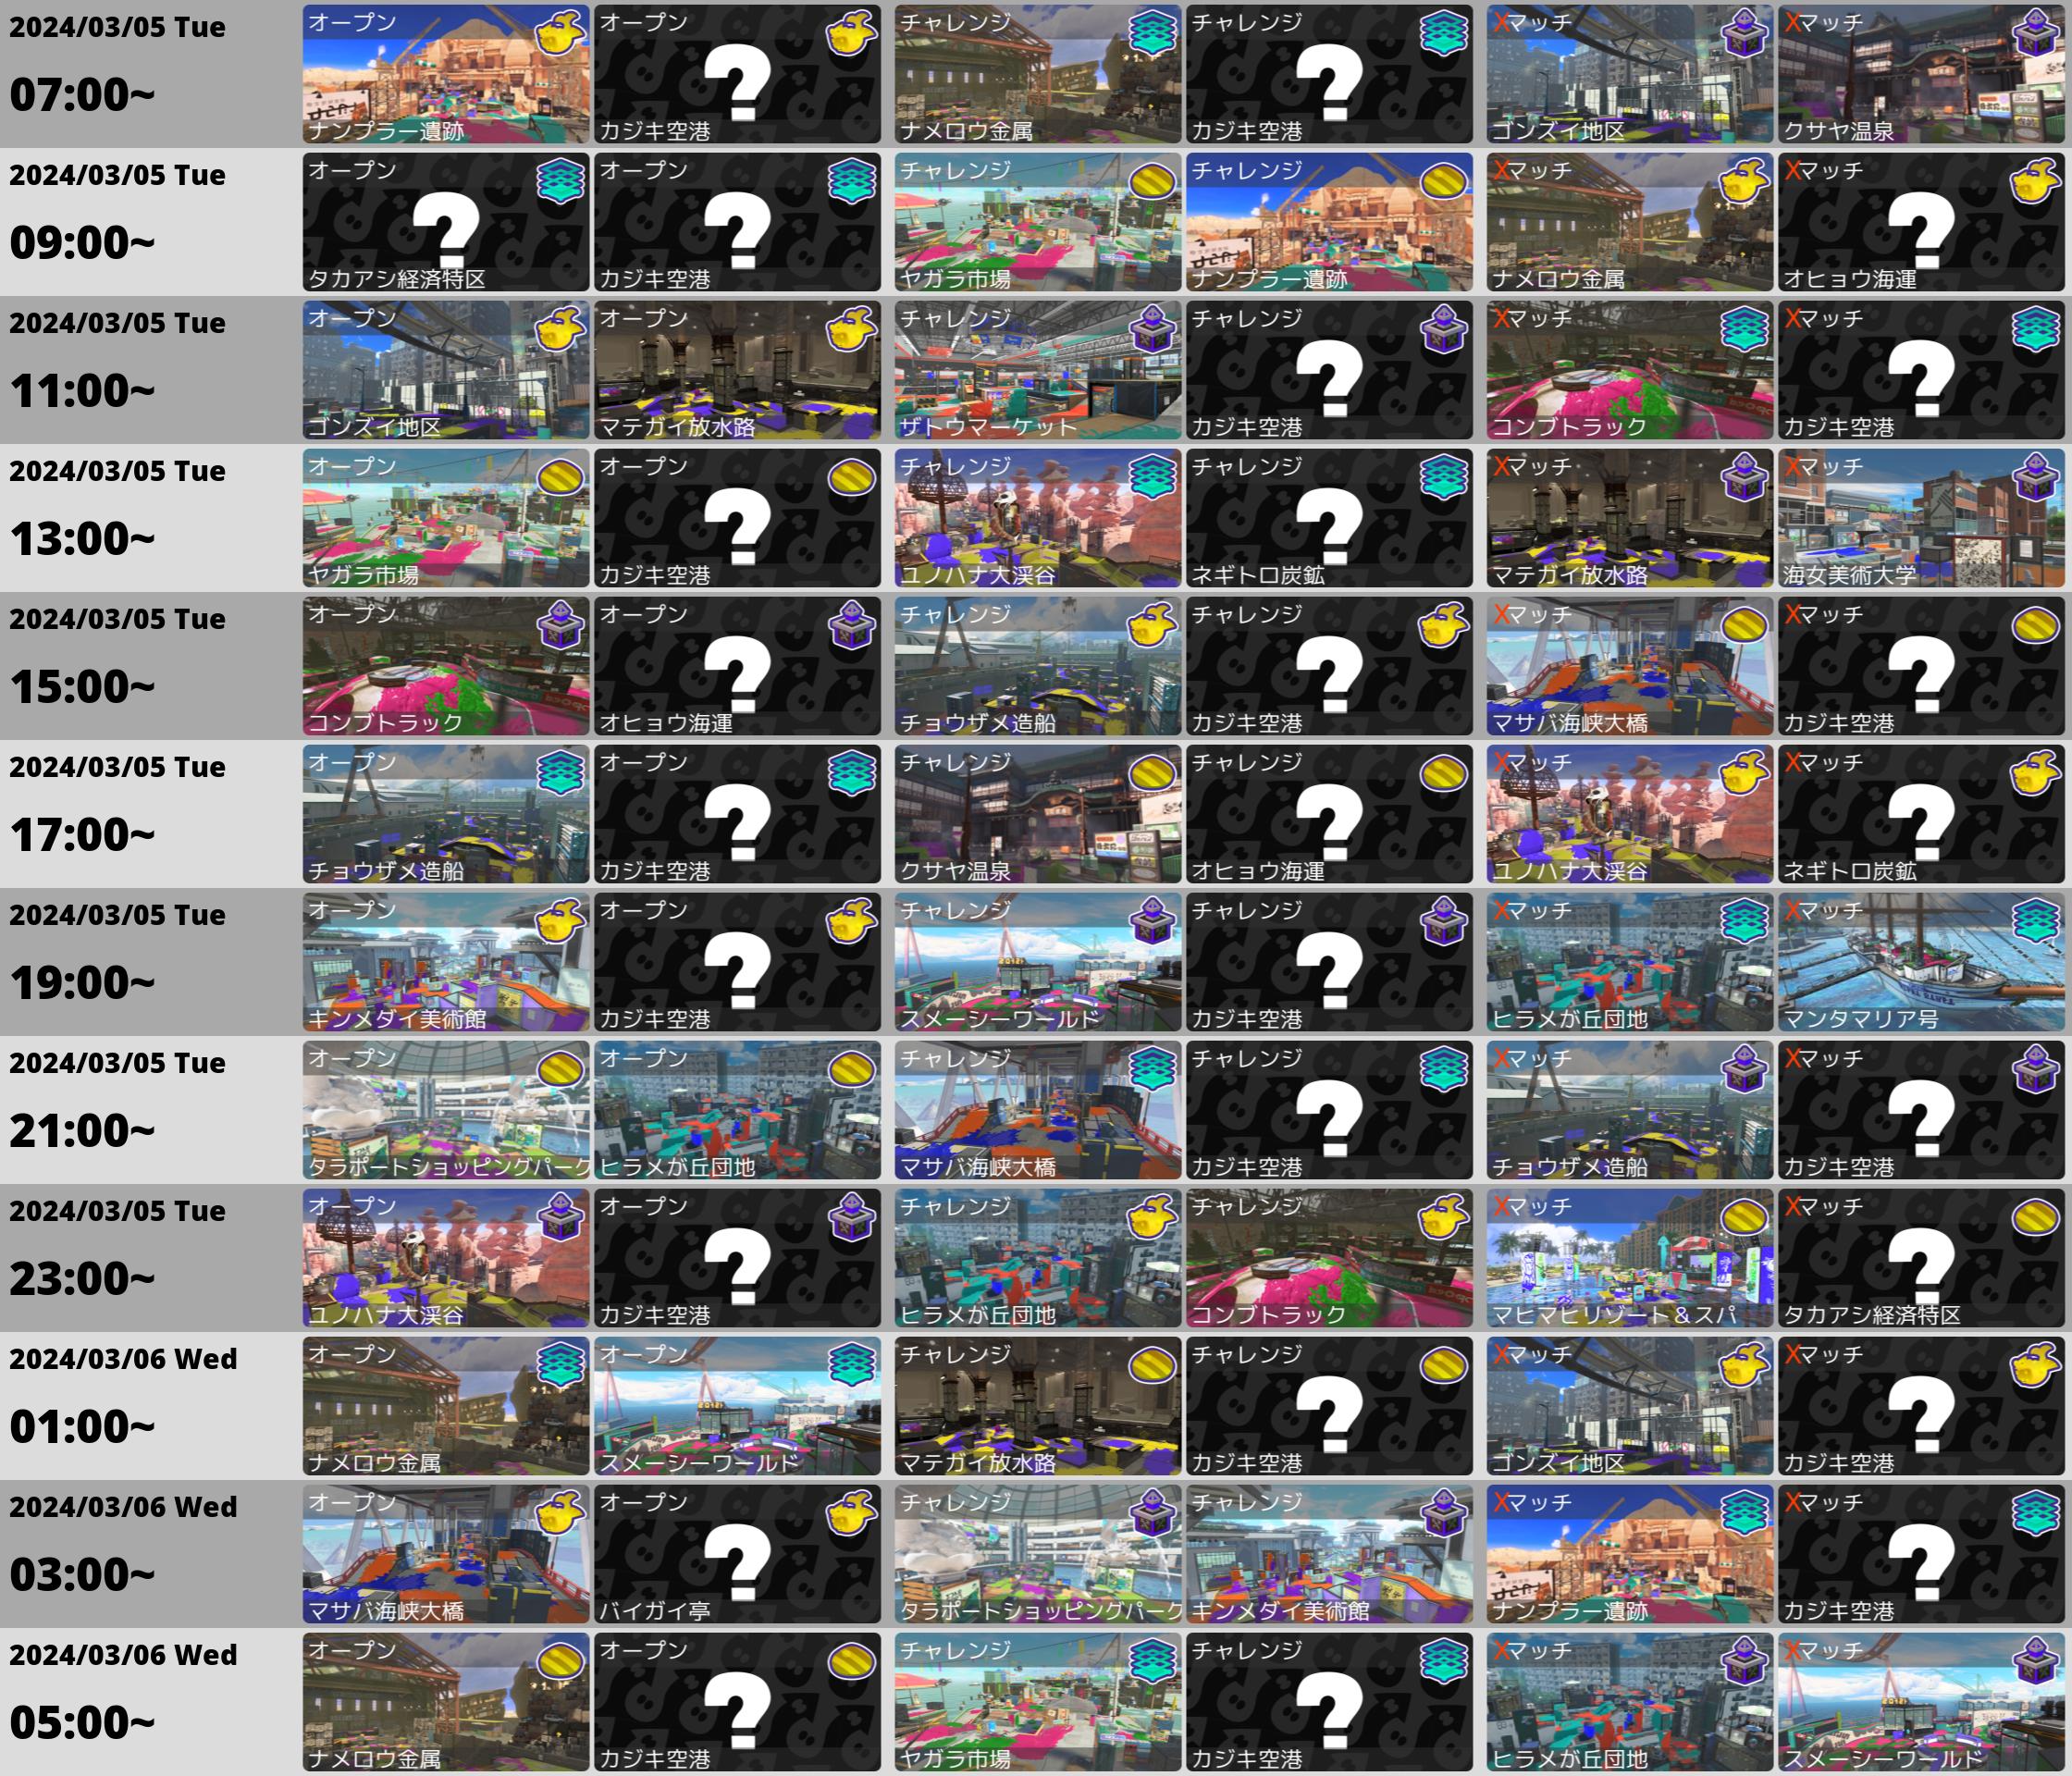 2024/03/05 Tue
07:00~
オープン オープン チャレンジ チャレンジ Xマッチ Xマッチ
ナンプラー遺跡 カジキ空港 ナメロウ金属 カジキ空港 ゴンズイ地区 クサヤ温泉
2024/03/05 Tue
09:00~
オープン オープン チャレンジ チャレンジ Xマッチ Xマッチ
タカアシ経済特区 カジキ空港 ヤガラ市場 ナンプラー遺跡 ナメロウ金属 オヒョウ海運
2024/03/05 Tue
11:00~
オープン オープン チャレンジ チャレンジ Xマッチ Xマッチ
ゴンズイ地区 マテガイ放水路 ザトウマーケット カジキ空港 コンブトラック カジキ空港
2024/03/05 Tue
13:00~
オープン オープン チャレンジ チャレンジ Xマッチ Xマッチ
ヤガラ市場 カジキ空港 ユノハナ大渓谷 ネギトロ炭鉱 マテガイ放水路 海女美術大学
2024/03/05 Tue
15:00~
オープン オープン チャレンジ チャレンジ Xマッチ Xマッチ
コンブトラック オヒョウ海運 チョウザメ造船 カジキ空港 マサバ海峡大橋 カジキ空港
2024/03/05 Tue
17:00~
オープン オープン チャレンジ チャレンジ Xマッチ Xマッチ
チョウザメ造船 カジキ空港 クサヤ温泉 オヒョウ海運 ユノハナ大渓谷 ネギトロ炭鉱
2024/03/05 Tue
19:00~
オープン オープン チャレンジ チャレンジ Xマッチ Xマッチ
キンメダイ美術館 カジキ空港 スメーシーワールド カジキ空港 ヒラメが丘団地 マンタマリア号
2024/03/05 Tue
21:00~
オープン オープン チャレンジ チャレンジ Xマッチ Xマッチ
タラポートショッピングパーク ヒラメが丘団地 マサバ海峡大橋 カジキ空港 チョウザメ造船 カジキ空港
2024/03/05 Tue
23:00~
オープン オープン チャレンジ チャレンジ Xマッチ Xマッチ
ユノハナ大渓谷 カジキ空港 ヒラメが丘団地 コンブトラック マヒマヒリゾート＆スパ タカアシ経済特区
2024/03/06 Wed
01:00~
オープン オープン チャレンジ チャレンジ Xマッチ Xマッチ
ナメロウ金属 スメーシーワールド マテガイ放水路 カジキ空港 ゴンズイ地区 カジキ空港
2024/03/06 Wed
03:00~
オープン オープン チャレンジ チャレンジ Xマッチ Xマッチ
マサバ海峡大橋 バイガイ亭 タラポートショッピングパーク キンメダイ美術館 ナンプラー遺跡 カジキ空港
2024/03/06 Wed
05:00~
オープン オープン チャレンジ チャレンジ Xマッチ Xマッチ
ナメロウ金属 カジキ空港 ヤガラ市場 カジキ空港 ヒラメが丘団地 スメーシーワールド